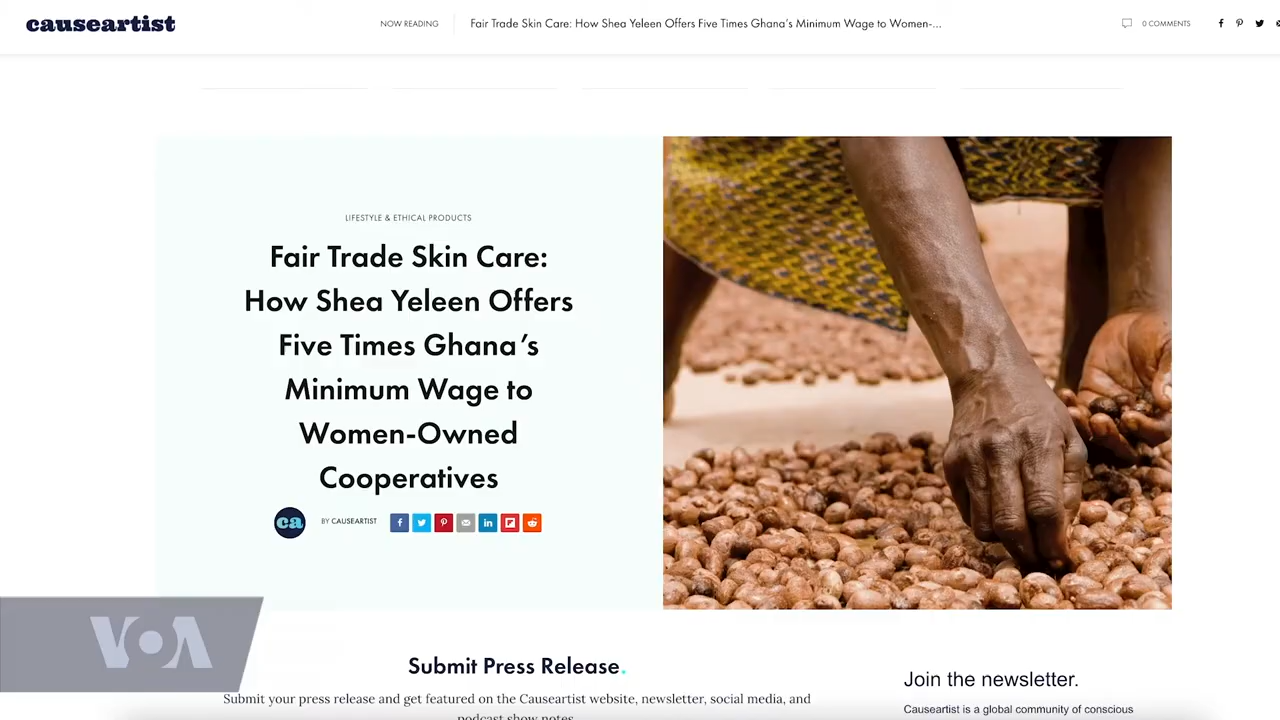 causeartist
NOW READING
Fair Trade Skin Care: How Shea Yeleen Offers Five Times Ghana's Minimum Wage to Women-...
0 COMMENTS
LIFESTYLE & ETHICAL PRODUCTS
Fair Trade Skin Care:
How Shea Yeleen Offers
Five Times Ghana's
Minimum Wage to
Women-Owned
Cooperatives
ca
BY CAUSEARTIST
VOA
Submit Press Release.
Submit your press release and get featured on the Causeartist website, newsletter, social media, and
podcast show notes
Join the newsletter.
Causeartist is a global community of conscious